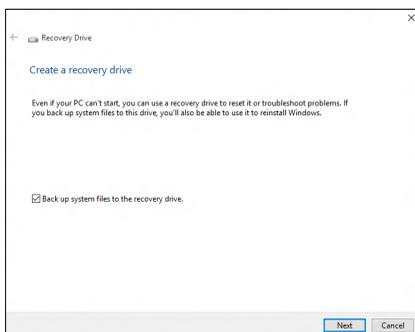 Recovery Drive
Create a recovery drive
Even if your PC can't start, you can use a recovery drive to reset it or troubleshoot problems. If
you back up system files to this drive, you'll also be able to use it to reinstall Windows.
Back up system files to the recovery drive.
Next Cancel